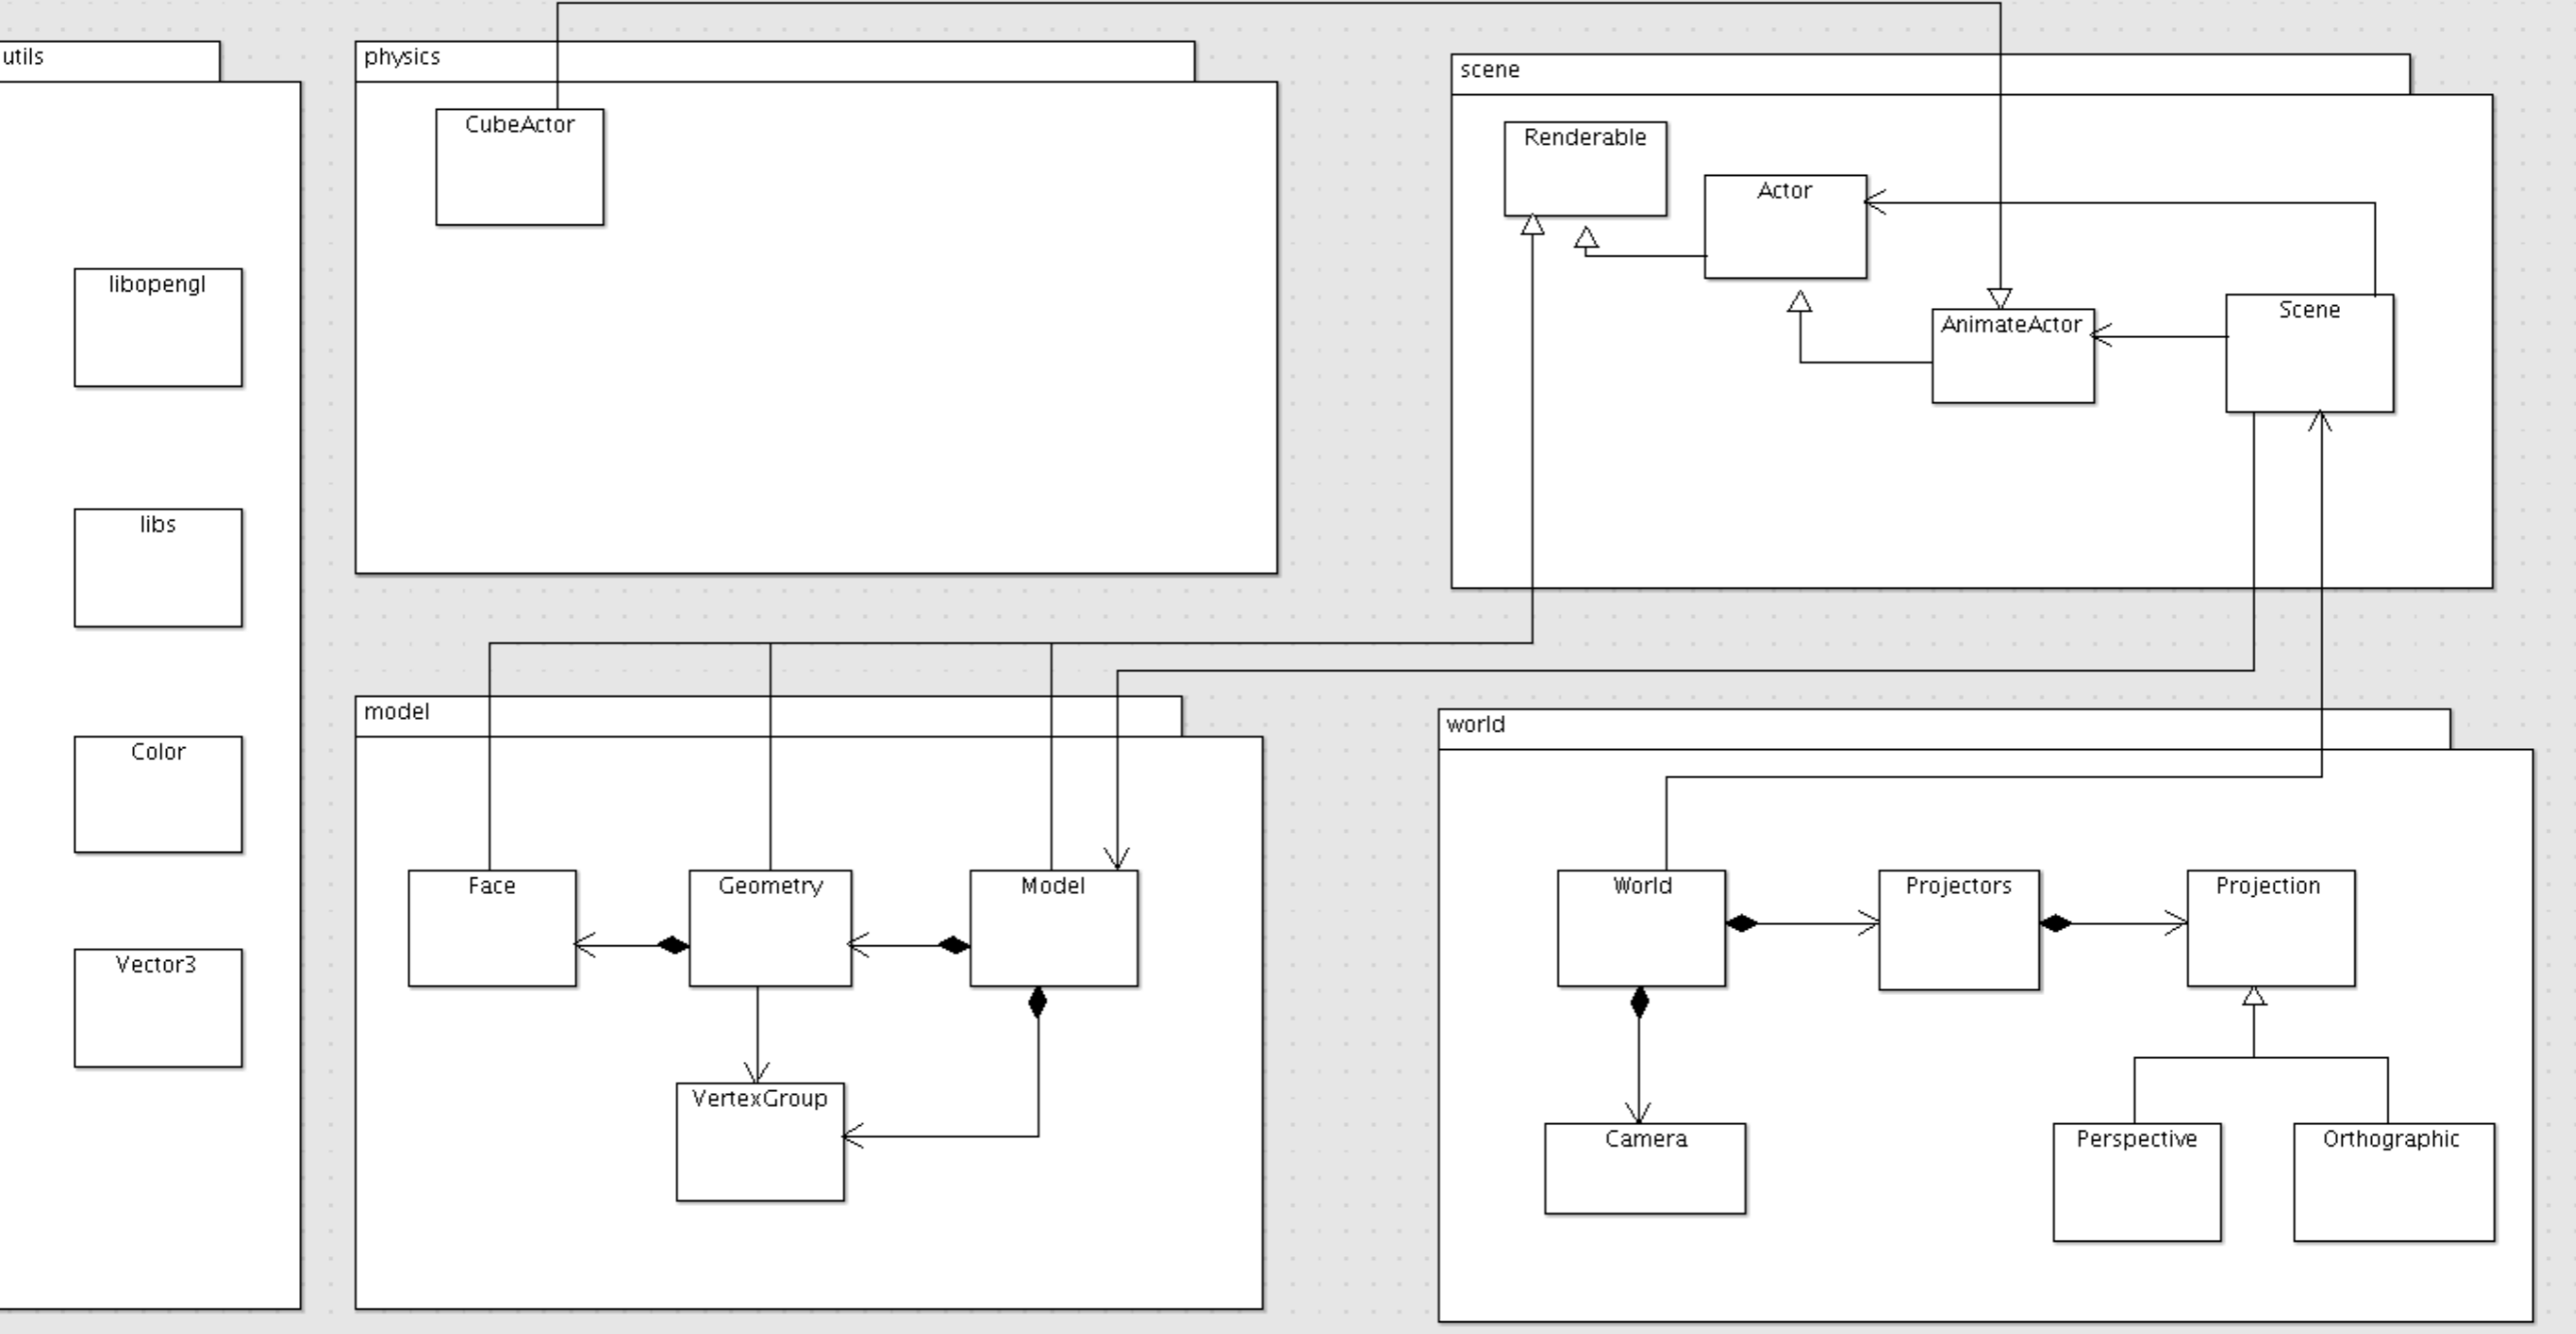 utils
libopengl
libs
Color
Vector3
physics
CubeActor
scene
Renderable
Actor
AnimateActor
Scene
model
Face
Geometry
Model
VertexGroup
world
World
Projectors
Projection
Camera
Perspective
Orthographic